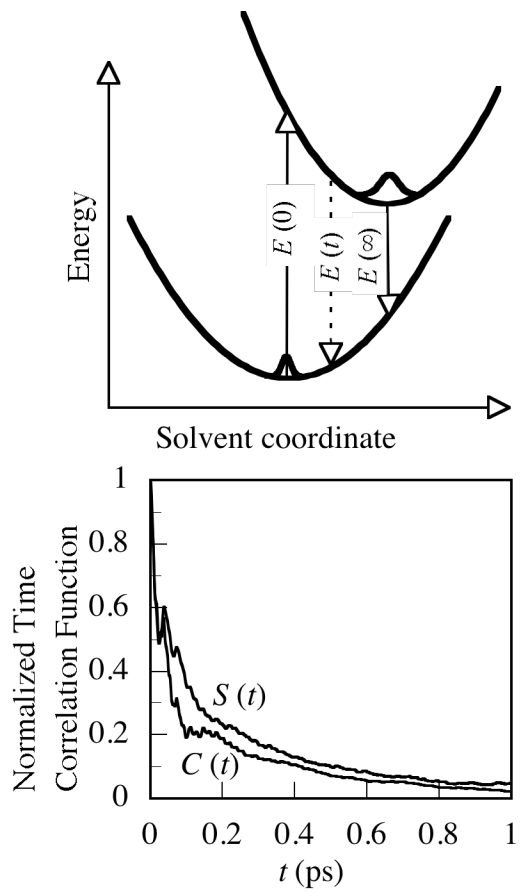 Energy
E (0)
E (t)
E (∞)
Solvent coordinate
Normalized Time
Correlation Function
1
0.8
0.6
0.4
0.2
0
S (t)
C (t)
0
0.2
0.4
0.6
0.8
1
t (ps)